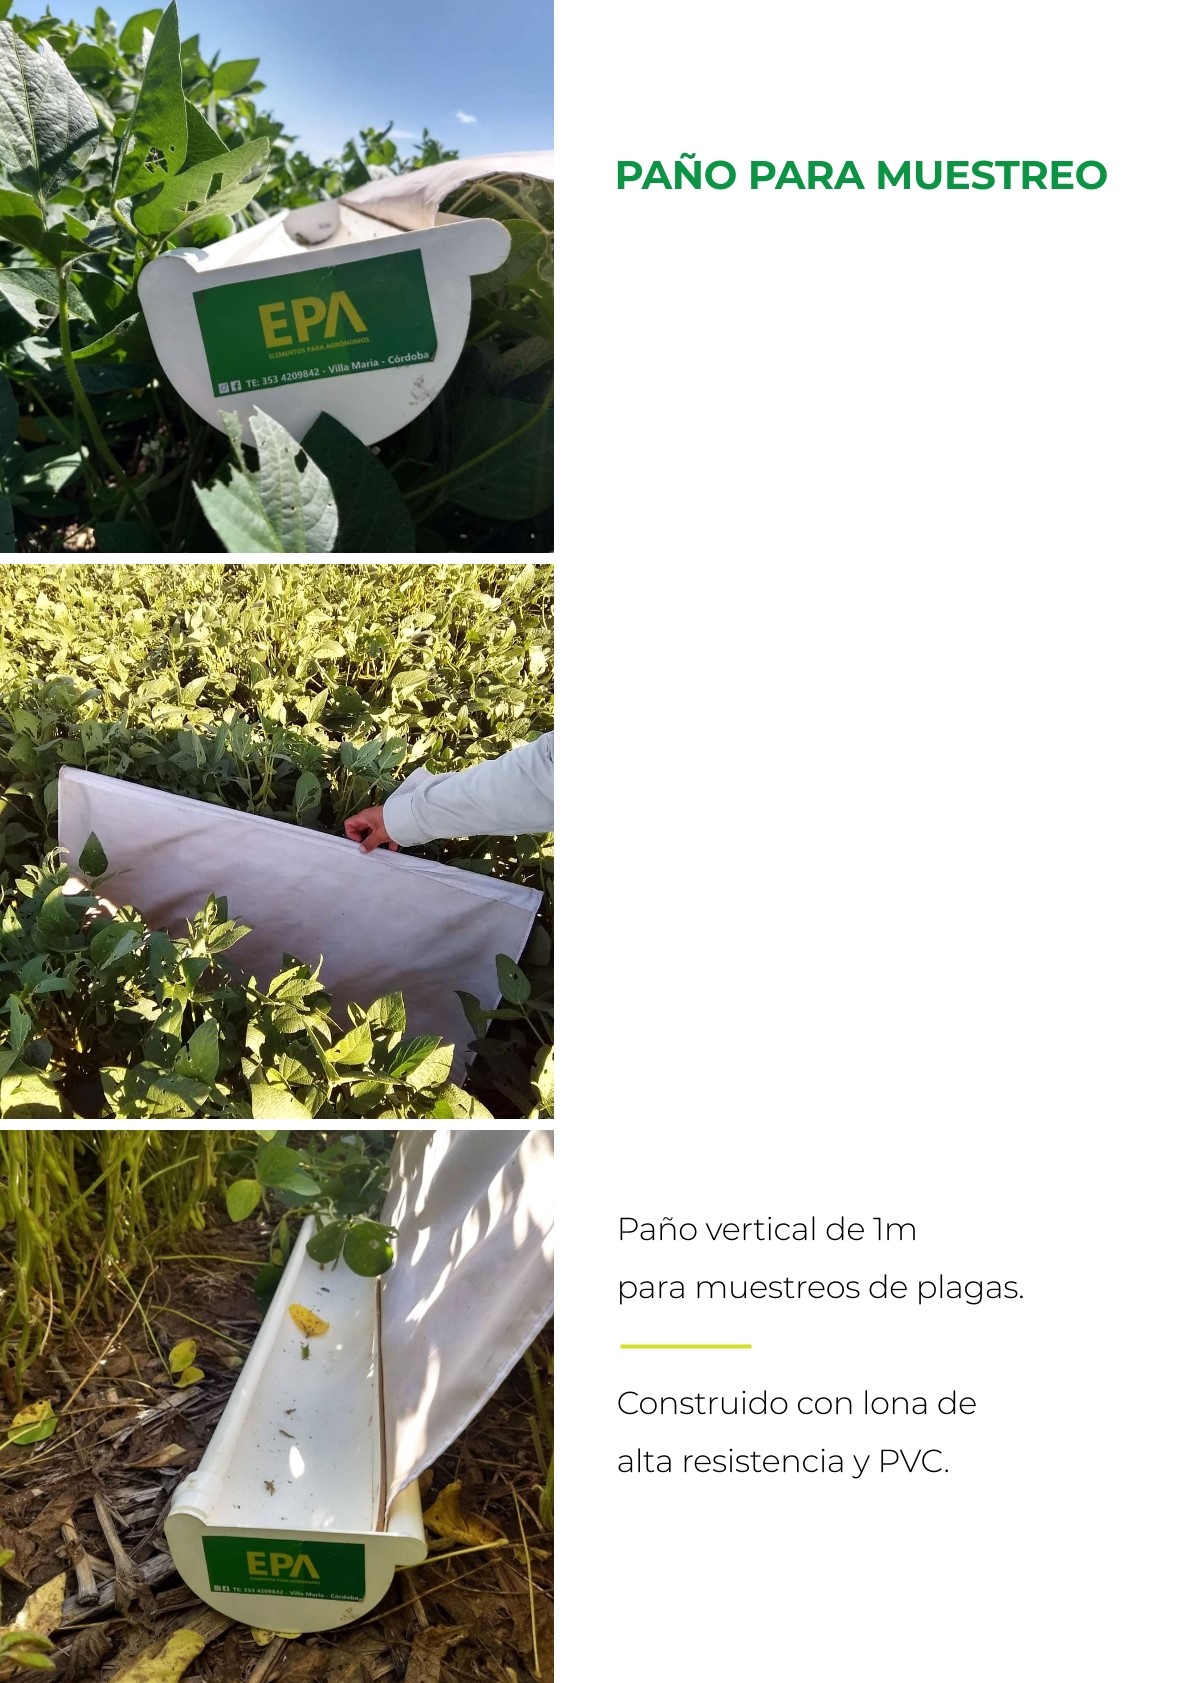 PAÑO PARA MUESTREO
EPA
ELEMENTOS PARA AGRÓNOMOS
TE: 353 4209842 - Villa María - Córdoba
Paño vertical de 1m
para muestreos de plagas.
Construido con lona de
alta resistencia y PVC.
EPA
ELEMENTOS PARA AGRÓNOMOS
TE: 353 4209842 - Villa María - Córdoba